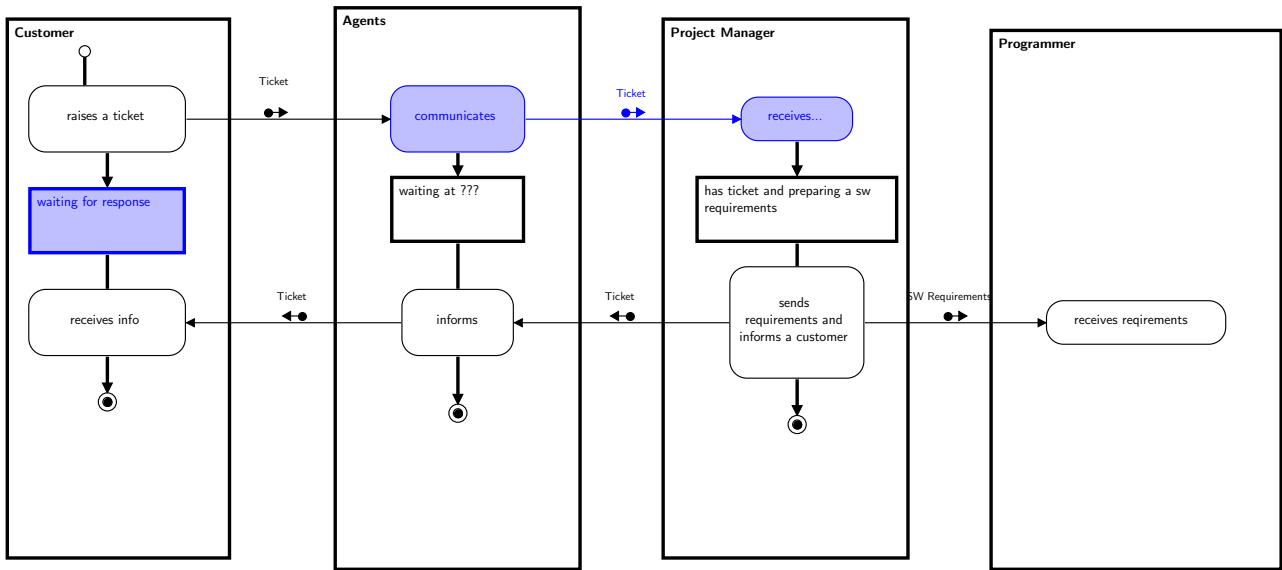 Customer
Agents
Project Manager
Programmer
Ticket
Ticket
raises a ticket
communicates
receives...
waiting for response
waiting at ???
has ticket and preparing a sw
requirements
Ticket
Ticket
SW Requirements
receives info
informs
sends
requirements and
informs a customer
receives reqirements